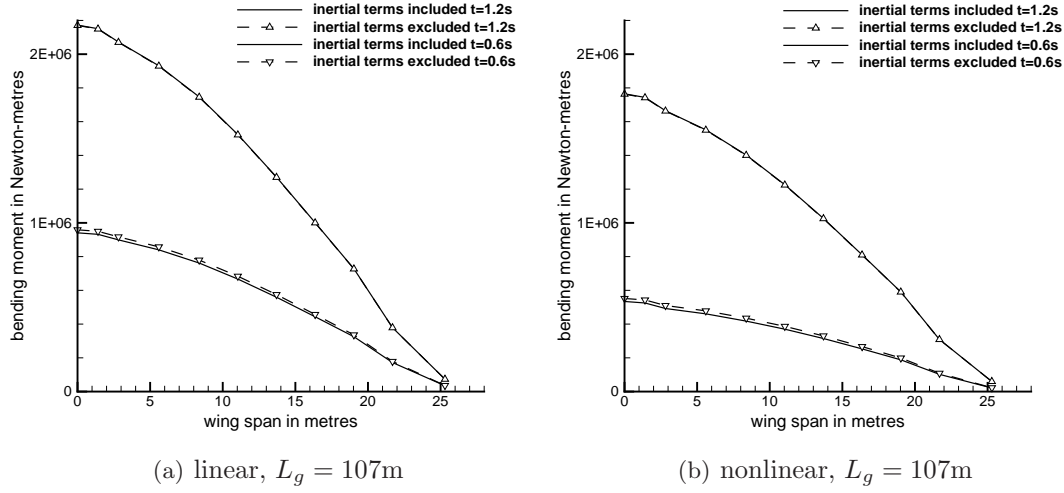 inertial terms included t=1.2s
inertial terms excluded t=1.2s
inertial terms included t=0.6s
inertial terms excluded t=0.6s
bending moment in Newton-metres
2E+06
1E+06
0
0 5 10 15 20 25
wing span in metres
(a) linear, L_g = 107m
inertial terms included t=1.2s
inertial terms excluded t=1.2s
inertial terms included t=0.6s
inertial terms excluded t=0.6s
bending moment in Newton-metres
2E+06
1E+06
0
0 5 10 15 20 25
wing span in metres
(b) nonlinear, L_g = 107m